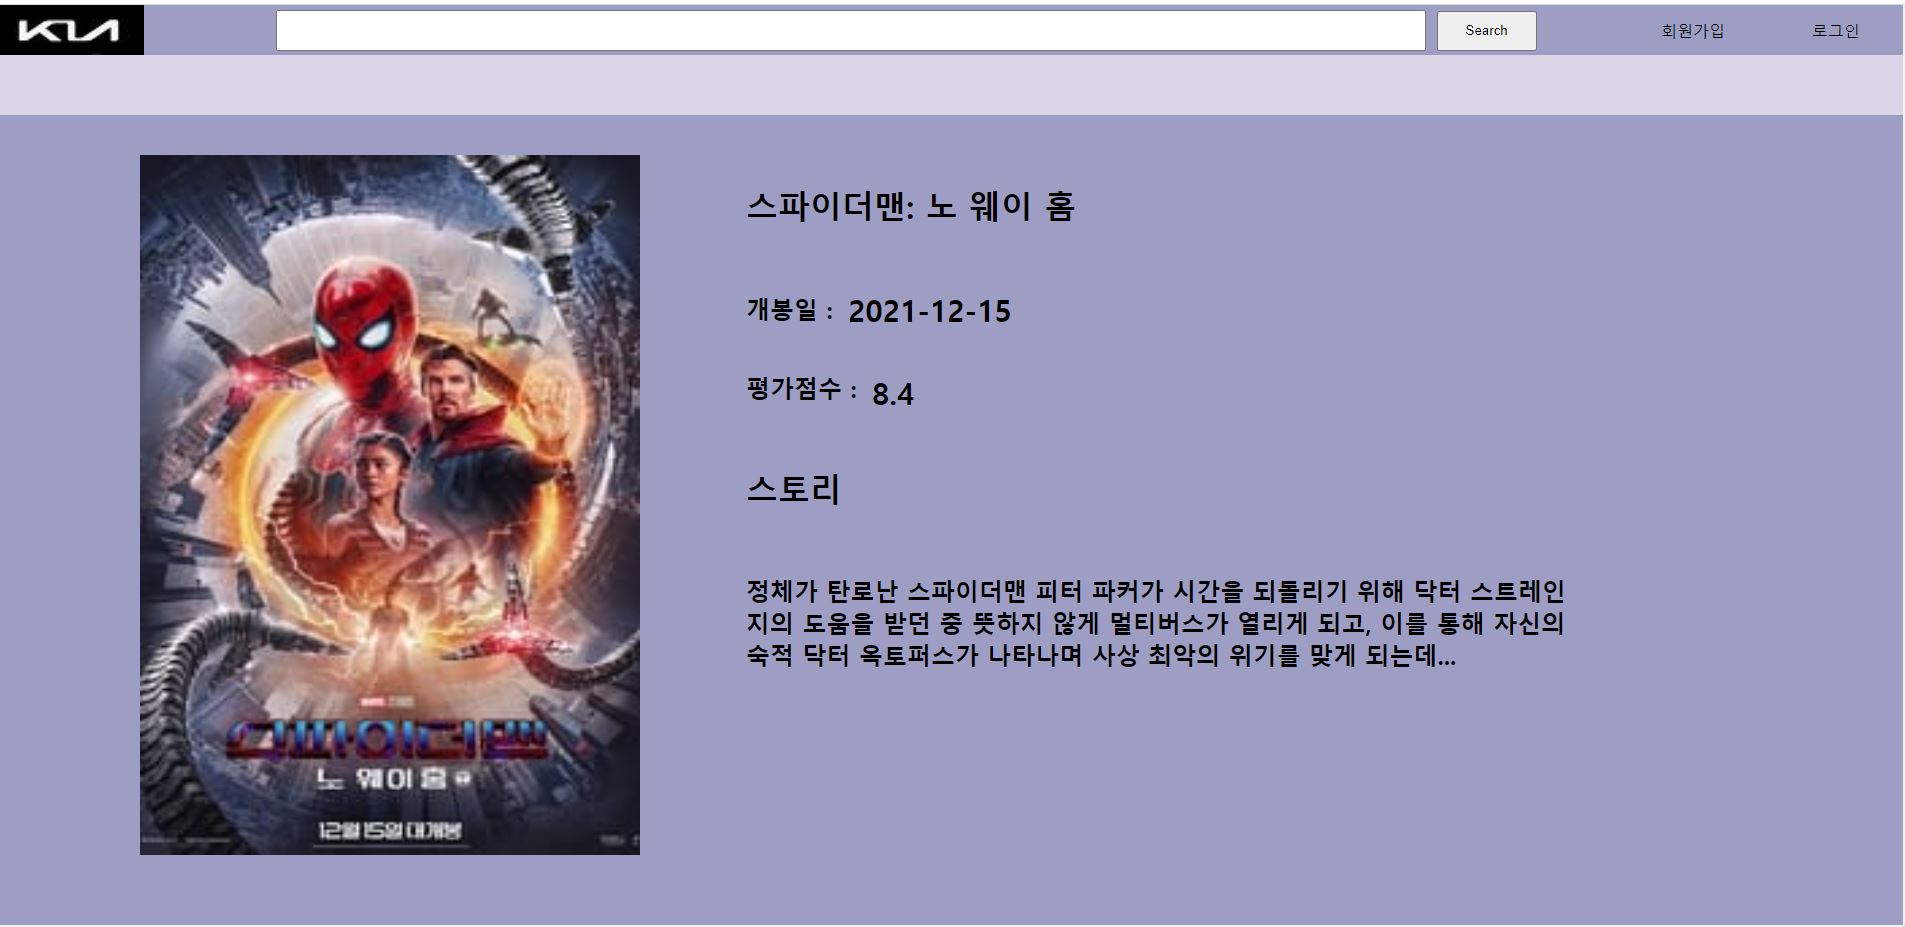 KIA
Search
회원가입
로그인
스파이더맨: 노 웨이 홈
개봉일 : 2021-12-15
평가점수 : 8.4
스토리
정체가 탄로난 스파이더맨 피터 파커가 시간을 되돌리기 위해 닥터 스트레인
지의 도움을 받던 중 뜻하지 않게 멀티버스가 열리게 되고, 이를 통해 자신의
숙적 닥터 옥토퍼스가 나타나며 사상 최악의 위기를 맞게 되는데...
스파이더맨
노 웨이 홈
12월 15일 대개봉